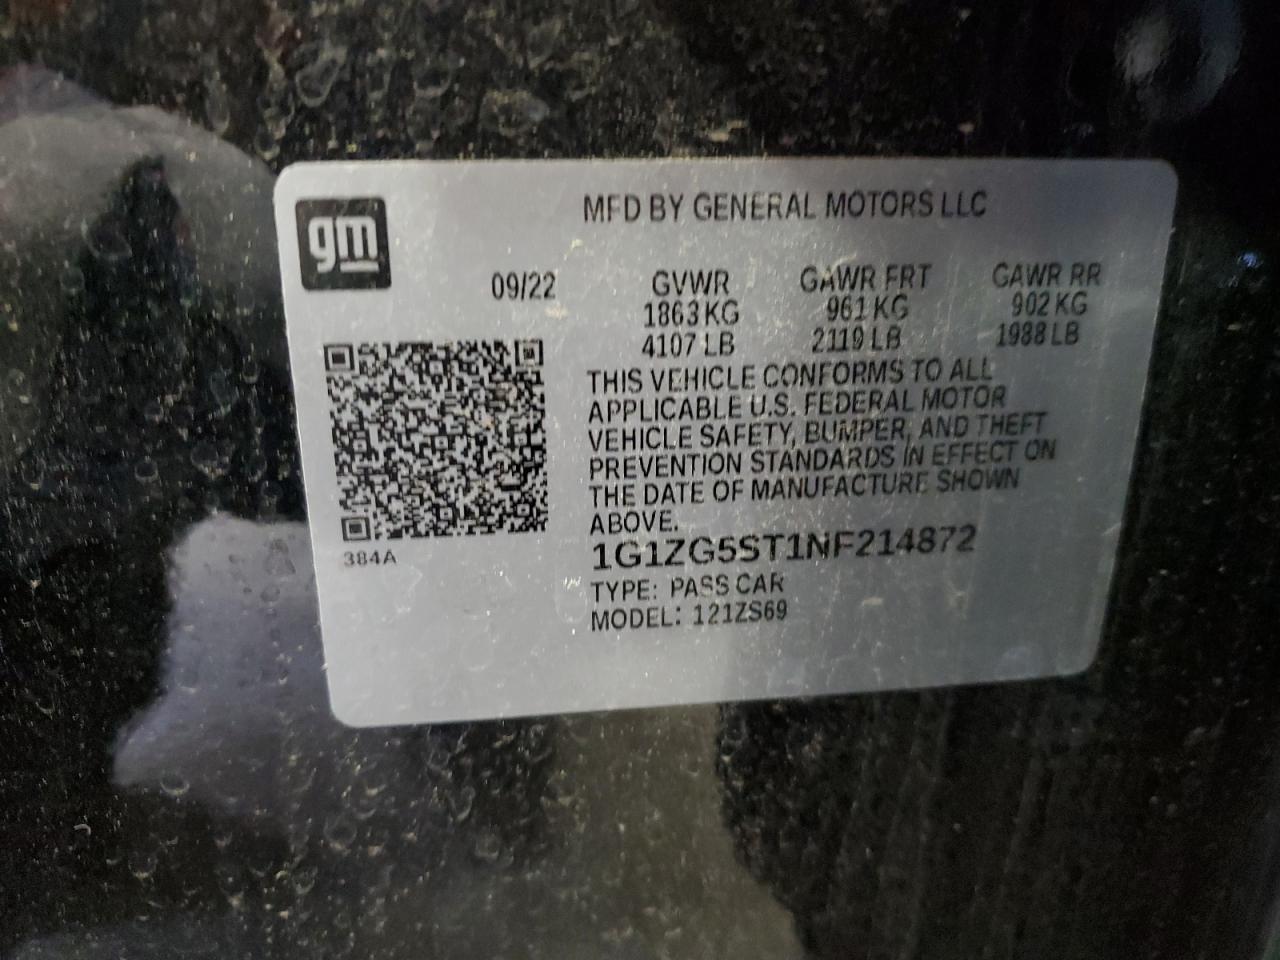 gm
MFD BY GENERAL MOTORS LLC
09/22 GVWR GAWR FRT GAWR RR
1863 KG 961 KG 902 KG
4107 LB 2119 LB 1988 LB
THIS VEHICLE CONFORMS TO ALL
APPLICABLE U.S. FEDERAL MOTOR
VEHICLE SAFETY, BUMPER, AND THEFT
PREVENTION STANDARDS IN EFFECT ON
THE DATE OF MANUFACTURE SHOWN
ABOVE.
384A
1G1ZG5ST1NF214872
TYPE: PASS CAR
MODEL: 121ZS69